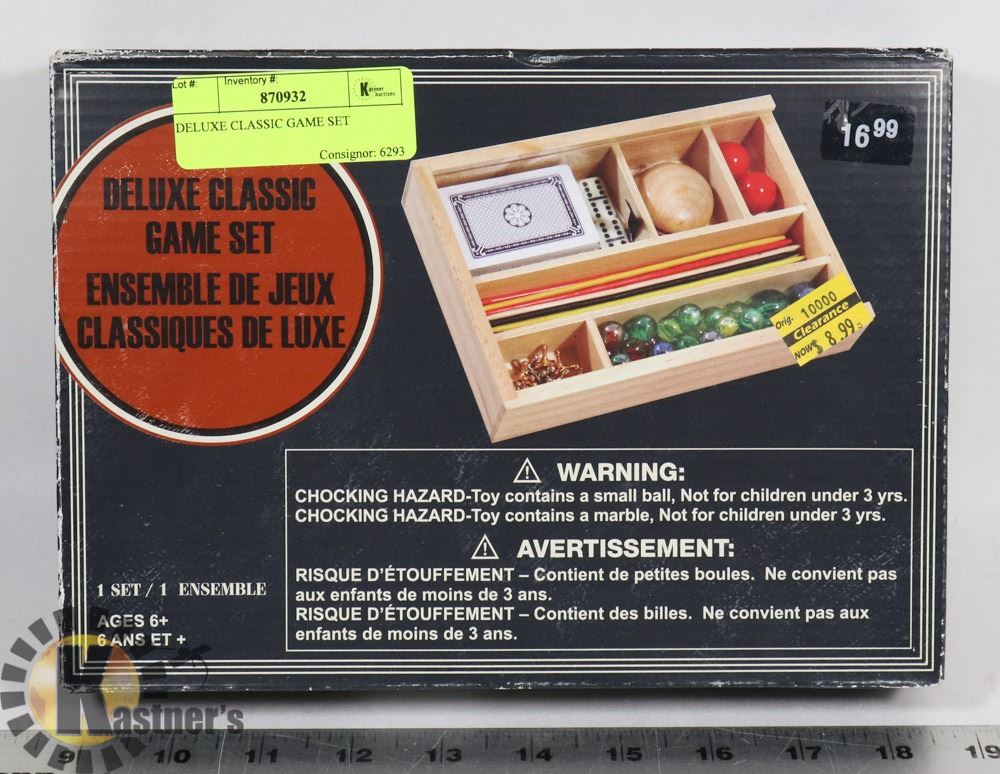 Lot #:
Inventory #:
870932
Kastner Auctions
DELUXE CLASSIC GAME SET
Consignor: 6293
16 99
DELUXE CLASSIC
GAME SET
ENSEMBLE DE JEUX
CLASSIQUES DE LUXE
Orig. 10000
Clearance
NOW $ 8.99
WARNING:
CHOCKING HAZARD-Toy contains a small ball, Not for children under 3 yrs.
CHOCKING HAZARD-Toy contains a marble, Not for children under 3 yrs.
AVERTISSEMENT:
RISQUE D'ÉTOUFFEMENT – Contient de petites boules. Ne convient pas
aux enfants de moins de 3 ans.
RISQUE D'ÉTOUFFEMENT – Contient des billes. Ne convient pas aux
enfants de moins de 3 ans.
1 SET / 1 ENSEMBLE
AGES 6+
6 ANS ET +
Kastner's
9 10 11 12 13 14 15 16 17 18 19